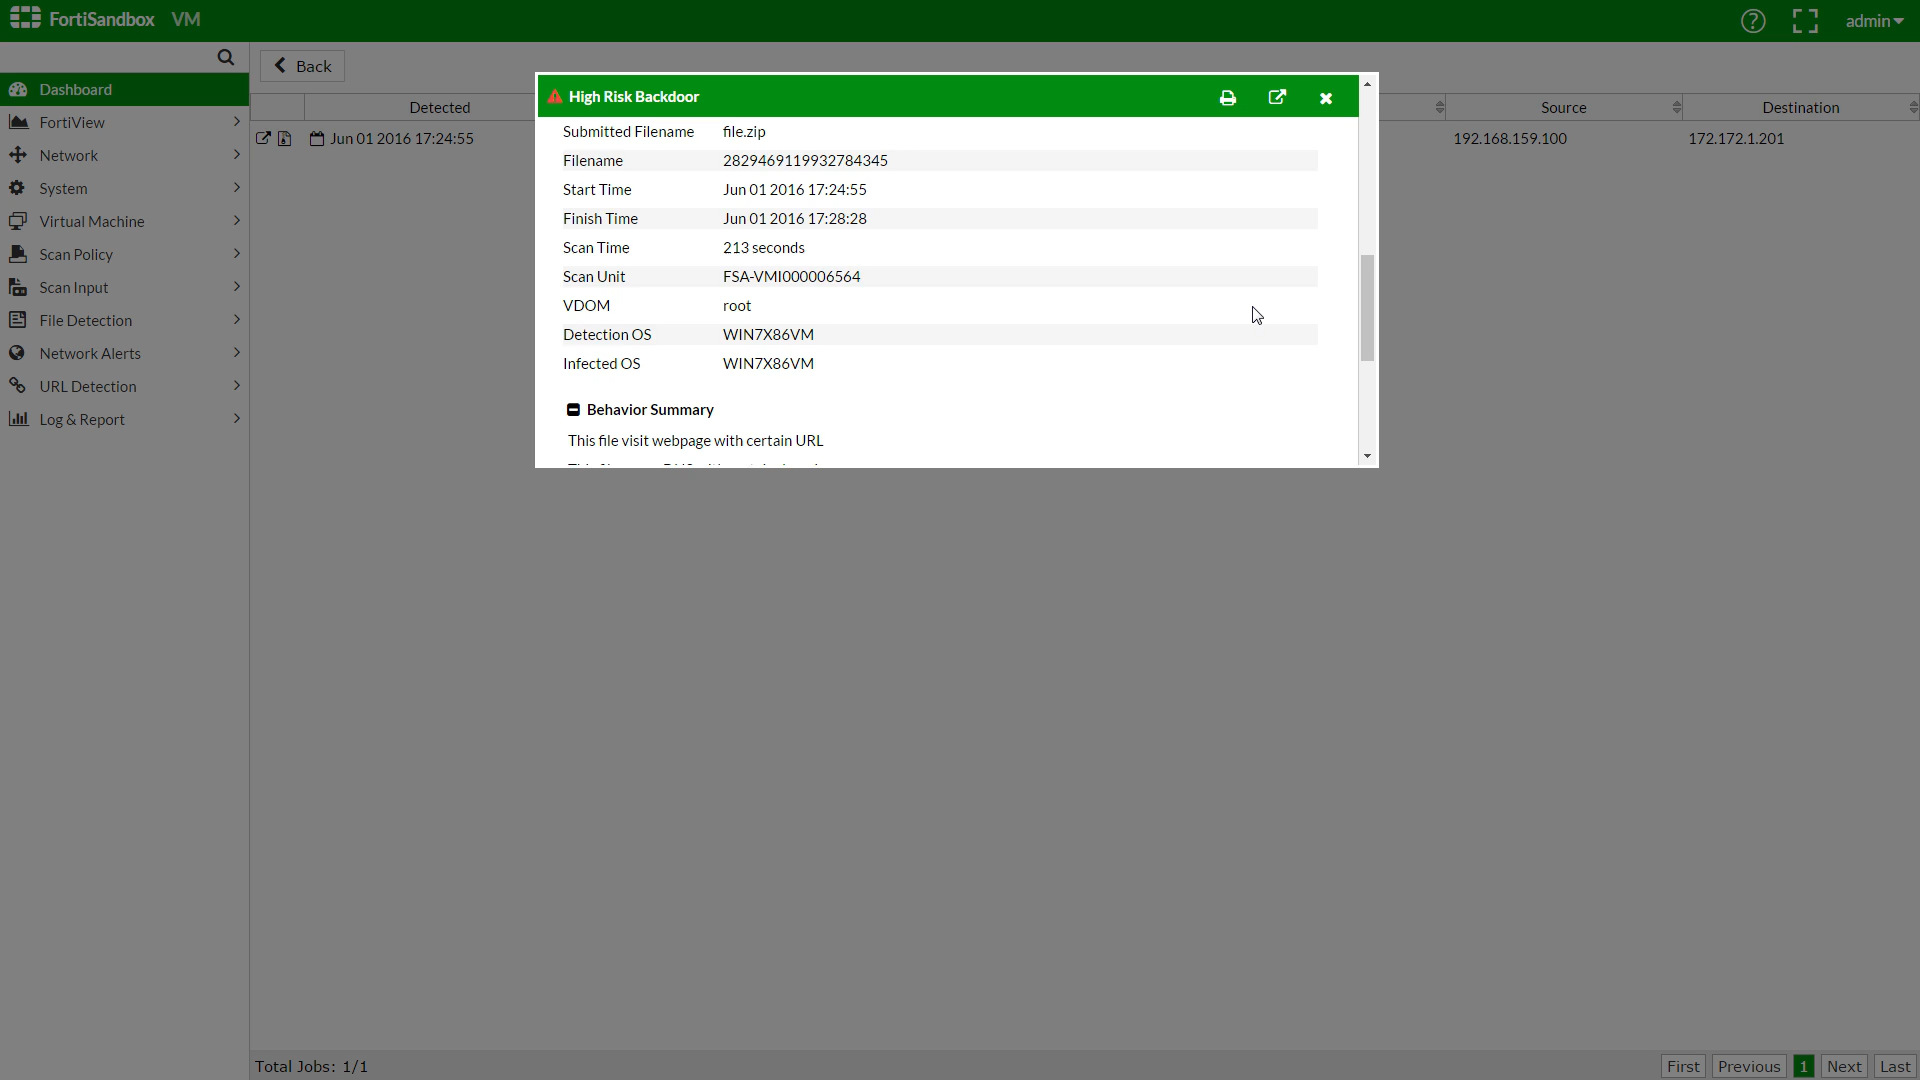 FortiSandbox VM
admin
Back
Dashboard
FortiView
Network
System
Virtual Machine
Scan Policy
Scan Input
File Detection
Network Alerts
URL Detection
Log & Report
Detected
Source
Destination
Jun 01 2016 17:24:55
192.168.159.100
172.172.1.201
High Risk Backdoor
Submitted Filename file.zip
Filename 2829469119932784345
Start Time Jun 01 2016 17:24:55
Finish Time Jun 01 2016 17:28:28
Scan Time 213 seconds
Scan Unit FSA-VMI000006564
VDOM root
Detection OS WIN7X86VM
Infected OS WIN7X86VM
Behavior Summary
This file visit webpage with certain URL
Total Jobs: 1/1
First Previous 1 Next Last